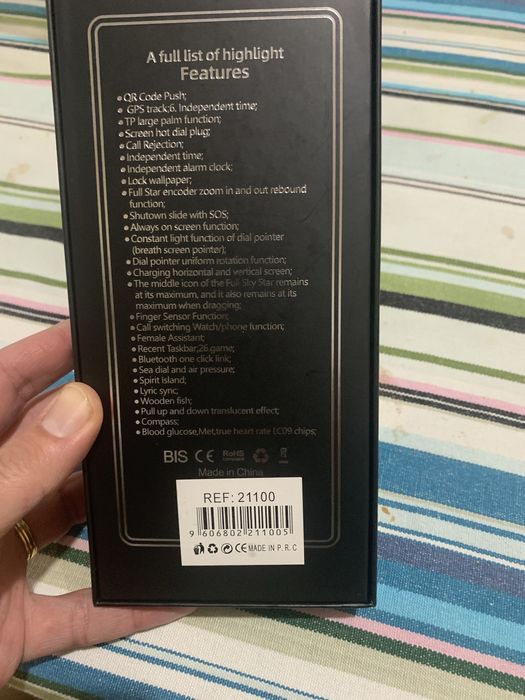 A full list of highlight
Features
QR Code Push;
GPS track;6. Independent time;
TP large palm function;
Screen hot dial plug;
Call Rejection;
Independent time;
Independent alarm clock;
Lock wallpaper;
Full Star encoder zoom in and out rebound
function;
Shutown slide with SOS;
Always on screen function;
Constant light function of dial pointer
(breath screen pointer);
Dial pointer uniform rotation function;
Charging horizontal and vertical screen;
The middle icon of the Full Sky Star remains
at its maximum, and it also remains at its
maximum when dragging;
Finger Sensor Function;
Call switching Watch/phone function;
Female Assistant;
Recent Taskbar;26 game;
Bluetooth one click link;
Sea dial and air pressure;
Spirit Island;
Lyric sync;
Wooden fish;
Pull up and down translucent effect;
Compass;
Blood glucose,Met,true heart rate LC09 chips;
BIS CE RoHS
Made in China
REF: 21100
9 606802 211005
CE MADE IN P. R. C